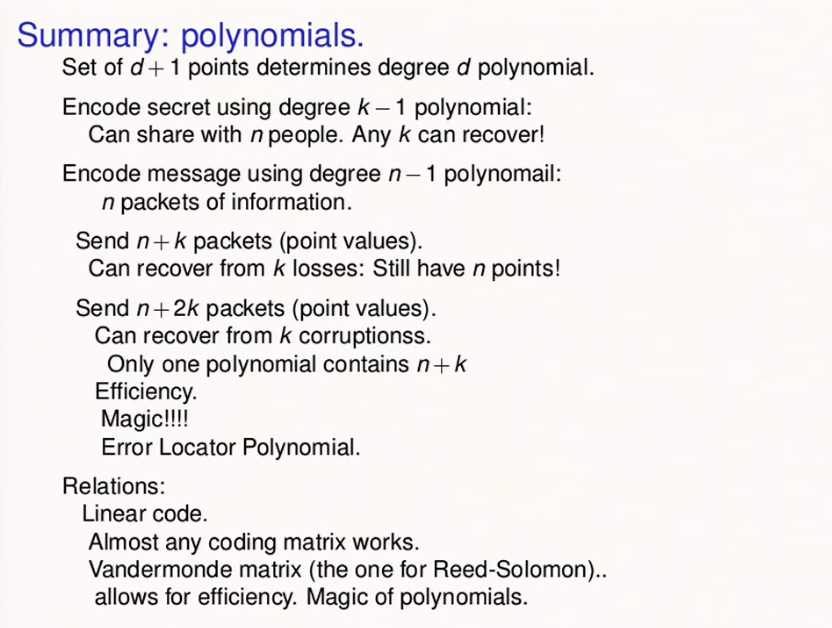 Summary: polynomials.
Set of d + 1 points determines degree d polynomial.
Encode secret using degree k − 1 polynomial:
Can share with n people. Any k can recover!
Encode message using degree n − 1 polynomail:
n packets of information.
Send n + k packets (point values).
Can recover from k losses: Still have n points!
Send n + 2k packets (point values).
Can recover from k corruptionss.
Only one polynomial contains n + k
Efficiency.
Magic!!!!
Error Locator Polynomial.
Relations:
Linear code.
Almost any coding matrix works.
Vandermonde matrix (the one for Reed-Solomon)..
allows for efficiency. Magic of polynomials.